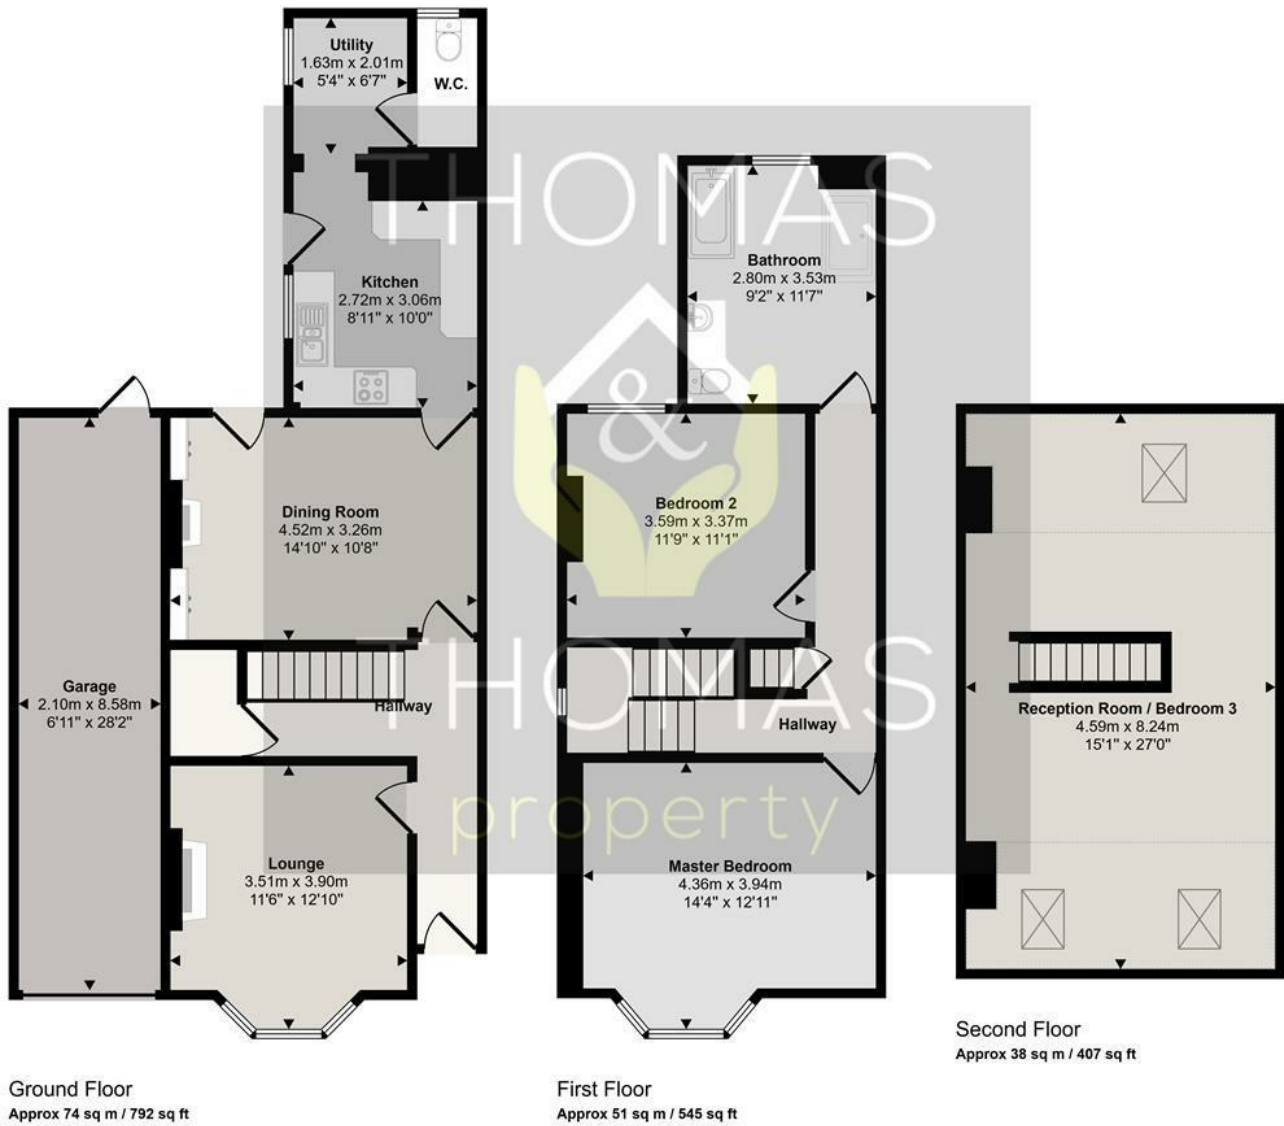 Utility
1.63m x 2.01m
5'4" x 6'7"
W.C.
THOMAS
Kitchen
2.72m x 3.06m
8'11" x 10'0"
Bathroom
2.80m x 3.53m
9'2" x 11'7"
&
Dining Room
4.52m x 3.26m
14'10" x 10'8"
Bedroom 2
3.59m x 3.37m
11'9" x 11'1"
THOMAS
Garage
2.10m x 8.58m
6'11" x 28'2"
Hallway
Hallway
Reception Room / Bedroom 3
4.59m x 8.24m
15'1" x 27'0"
property
Lounge
3.51m x 3.90m
11'6" x 12'10"
Master Bedroom
4.36m x 3.94m
14'4" x 12'11"
Ground Floor
Approx 74 sq m / 792 sq ft
First Floor
Approx 51 sq m / 545 sq ft
Second Floor
Approx 38 sq m / 407 sq ft